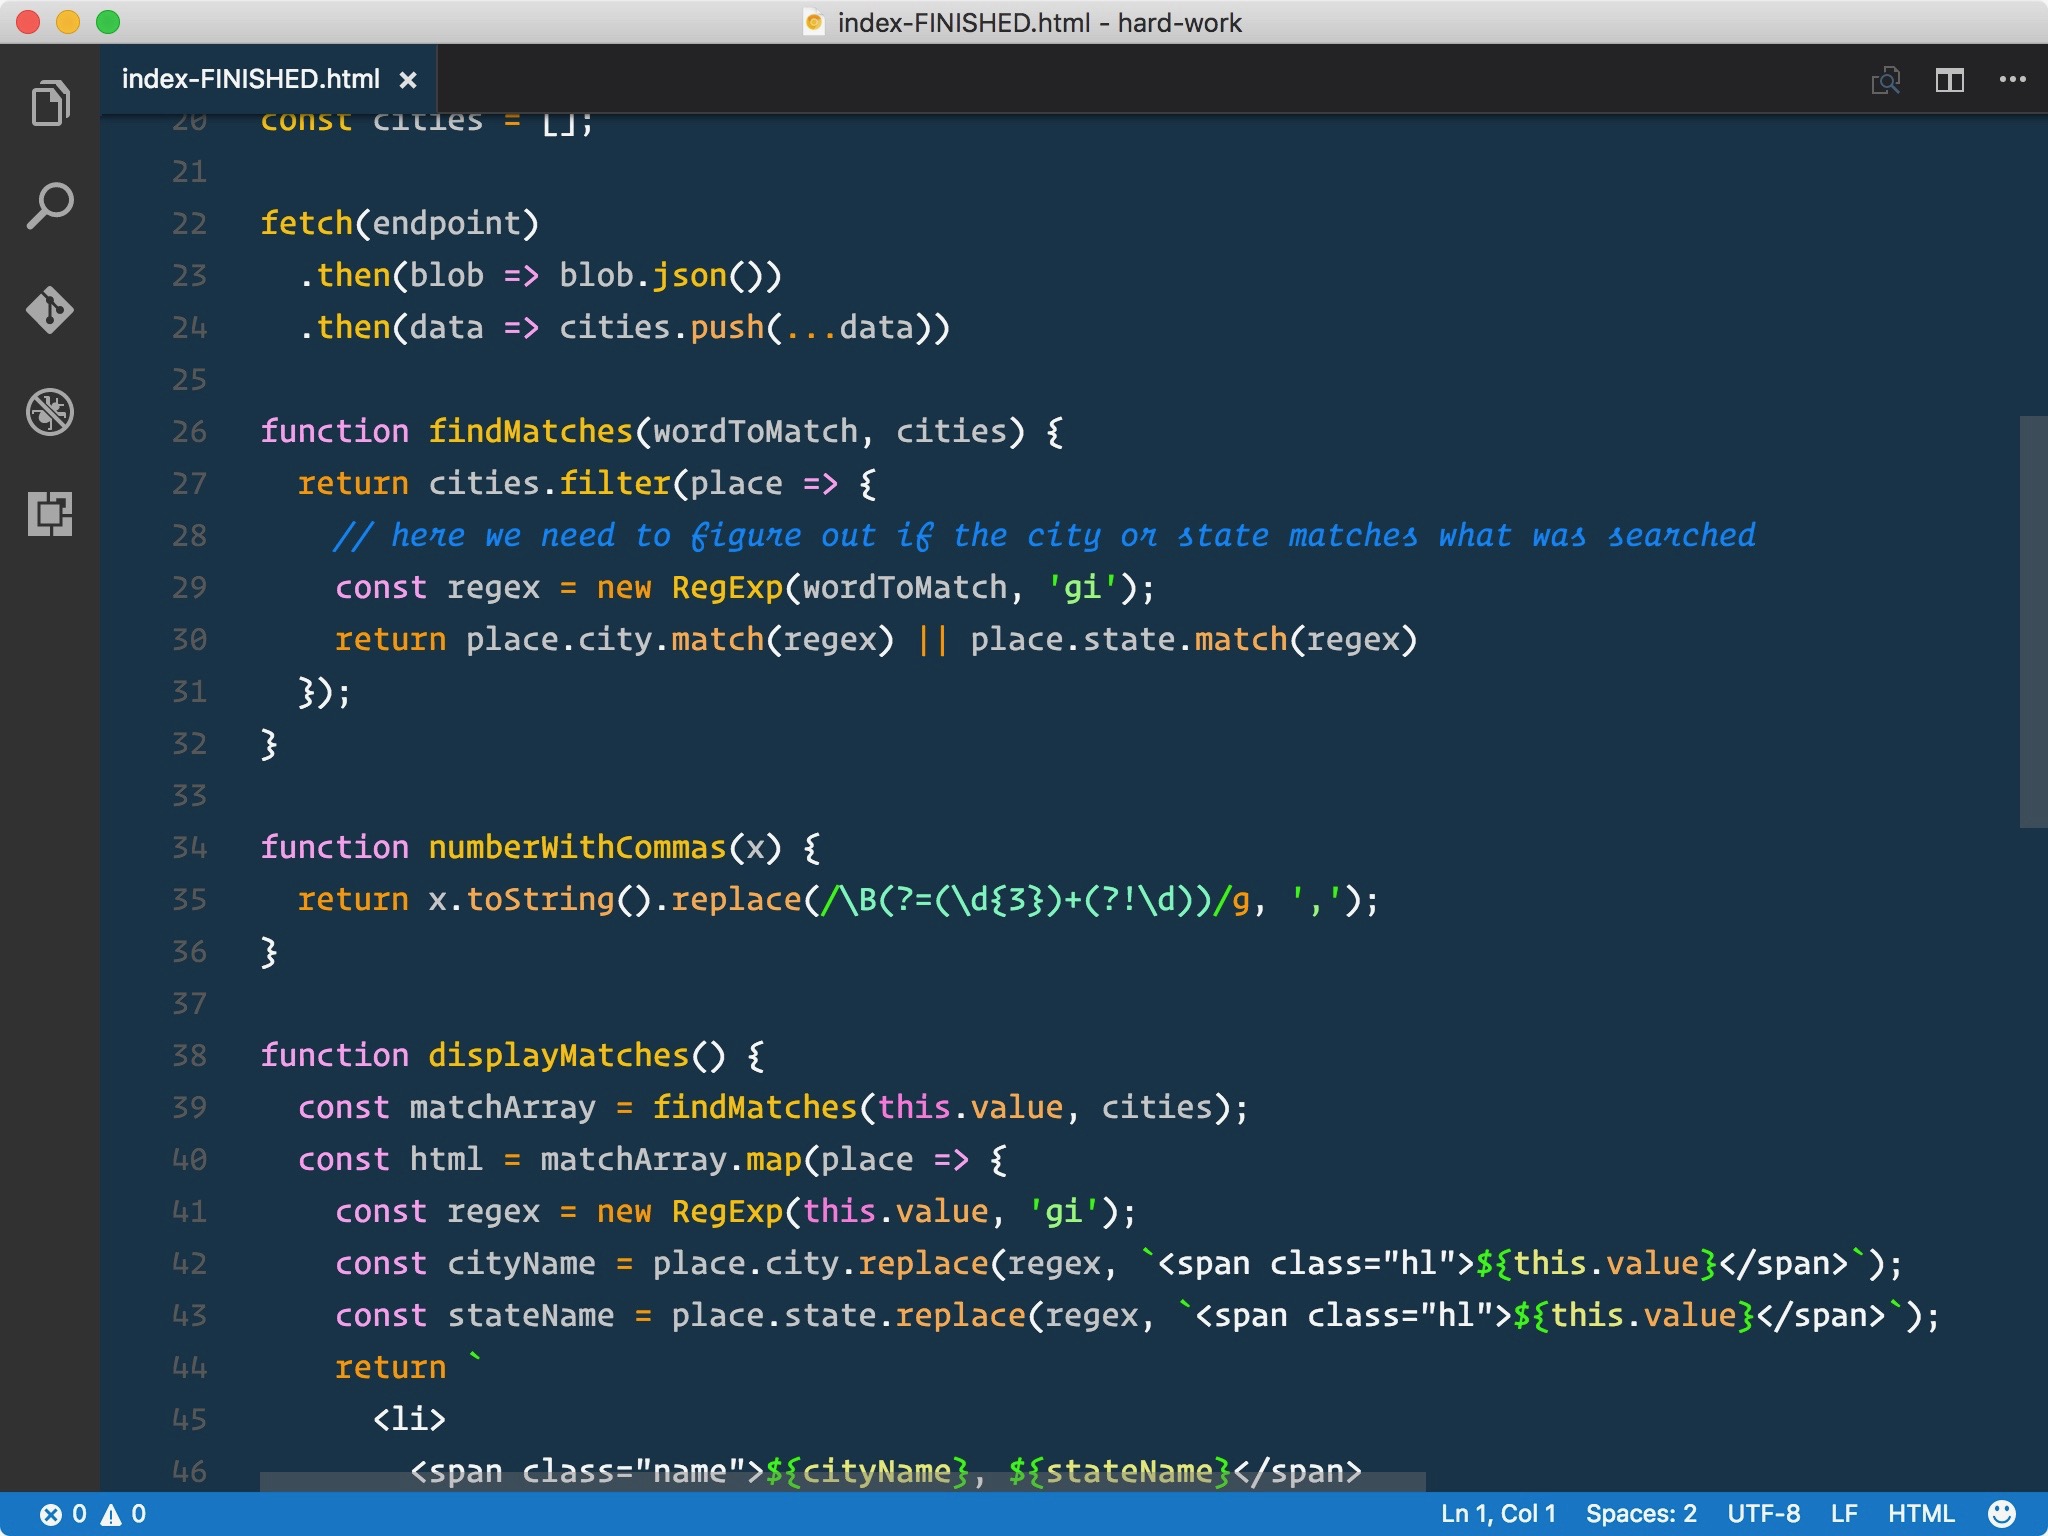 index-FINISHED.html - hard-work
index-FINISHED.html ×
20 const cities = [];
21
22 fetch(endpoint)
23   .then(blob => blob.json())
24   .then(data => cities.push(...data))
25
26 function findMatches(wordToMatch, cities) {
27   return cities.filter(place => {
28     // here we need to figure out if the city or state matches what was searched
29     const regex = new RegExp(wordToMatch, 'gi');
30     return place.city.match(regex) || place.state.match(regex)
31   });
32 }
33
34 function numberWithCommas(x) {
35   return x.toString().replace(/\B(?=(\d{3})+(?!\d))/g, ',');
36 }
37
38 function displayMatches() {
39   const matchArray = findMatches(this.value, cities);
40   const html = matchArray.map(place => {
41     const regex = new RegExp(this.value, 'gi');
42     const cityName = place.city.replace(regex, `<span class="hl">${this.value}</span>`);
43     const stateName = place.state.replace(regex, `<span class="hl">${this.value}</span>`);
44     return `
45       <li>
46         <span class="name">${cityName}, ${stateName}</span>
0 0 Ln 1, Col 1 Spaces: 2 UTF-8 LF HTML